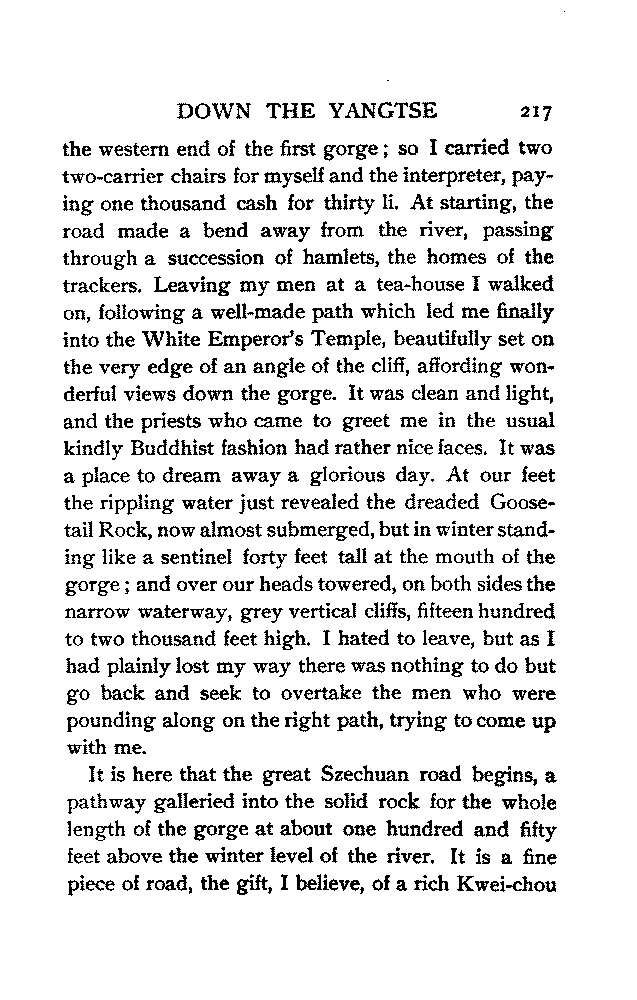 DOWN THE YANGTSE 217
the western end of the first gorge; so I carried two
two-carrier chairs for myself and the interpreter, pay-
ing one thousand cash for thirty li. At starting, the
road made a bend away from the river, passing
through a succession of hamlets, the homes of the
trackers. Leaving my men at a tea-house I walked
on, following a well-made path which led me finally
into the White Emperor's Temple, beautifully set on
the very edge of an angle of the cliff, affording won-
derful views down the gorge. It was clean and light,
and the priests who came to greet me in the usual
kindly Buddhist fashion had rather nice faces. It was
a place to dream away a glorious day. At our feet
the rippling water just revealed the dreaded Goose-
tail Rock, now almost submerged, but in winter stand-
ing like a sentinel forty feet tall at the mouth of the
gorge; and over our heads towered, on both sides the
narrow waterway, grey vertical cliffs, fifteen hundred
to two thousand feet high. I hated to leave, but as I
had plainly lost my way there was nothing to do but
go back and seek to overtake the men who were
pounding along on the right path, trying to come up
with me.
It is here that the great Szechuan road begins, a
pathway galleried into the solid rock for the whole
length of the gorge at about one hundred and fifty
feet above the winter level of the river. It is a fine
piece of road, the gift, I believe, of a rich Kwei-chou